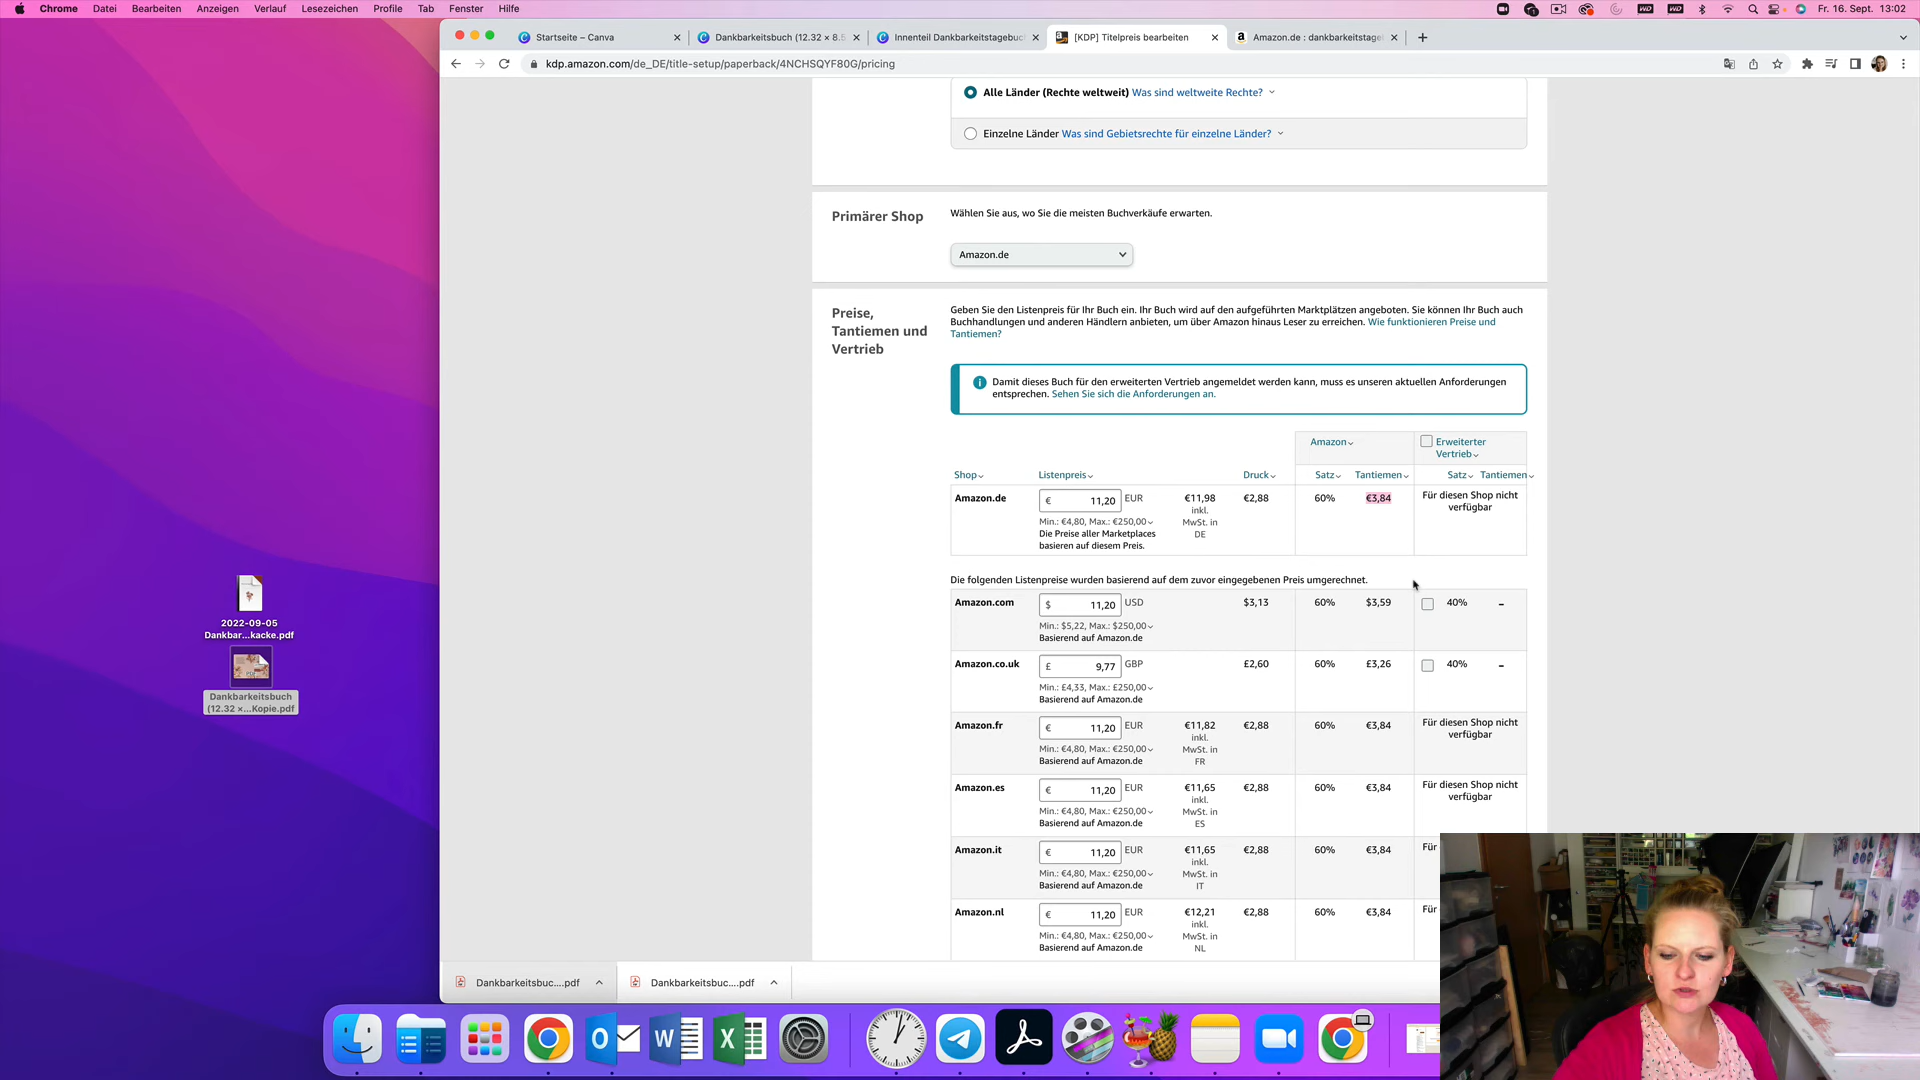 Chrome Datei Bearbeiten Anzeigen Verlauf Lesezeichen Profile Tab Fenster Hilfe
Fr. 16. Sept. 13:02
Startseite – Canva
Dankbarkeitsbuch (12.32 × 8.5
Innenteil Dankbarkeitstagebuc
[KDP] Titelpreis bearbeiten
Amazon.de : dankbarkeitstage
kdp.amazon.com/de_DE/title-setup/paperback/4NCHSQYF80G/pricing
Alle Länder (Rechte weltweit) Was sind weltweite Rechte?
Einzelne Länder Was sind Gebietsrechte für einzelne Länder?
Primärer Shop
Wählen Sie aus, wo Sie die meisten Buchverkäufe erwarten.
Amazon.de
Preise,
Tantiemen und
Vertrieb
Geben Sie den Listenpreis für Ihr Buch ein. Ihr Buch wird auf den aufgeführten Marktplätzen angeboten. Sie können Ihr Buch auch
Buchhandlungen und anderen Händlern anbieten, um über Amazon hinaus Leser zu erreichen. Wie funktionieren Preise und
Tantiemen?
Damit dieses Buch für den erweiterten Vertrieb angemeldet werden kann, muss es unseren aktuellen Anforderungen
entsprechen. Sehen Sie sich die Anforderungen an.
Amazon Erweiterter
Vertrieb
Shop Listenpreis Druck Satz Tantiemen Satz Tantiemen
Amazon.de € 11,20 EUR €11,98 €2,88 60% €3,84 Für diesen Shop nicht
inkl. verfügbar
Min.: €4,80, Max.: €250,00 MwSt. in
Die Preise aller Marketplaces DE
basieren auf diesem Preis.
Die folgenden Listenpreise wurden basierend auf dem zuvor eingegebenen Preis umgerechnet.
Amazon.com $ 11,20 USD $3,13 60% $3,59 40% –
Min.: $5,22, Max.: $250,00
Basierend auf Amazon.de
Amazon.co.uk £ 9,77 GBP £2,60 60% £3,26 40% –
Min.: £4,33, Max.: £250,00
Basierend auf Amazon.de
Amazon.fr € 11,20 EUR €11,82 €2,88 60% €3,84 Für diesen Shop nicht
inkl. verfügbar
Min.: €4,80, Max.: €250,00 MwSt. in
Basierend auf Amazon.de FR
Amazon.es € 11,20 EUR €11,65 €2,88 60% €3,84 Für diesen Shop nicht
inkl. verfügbar
Min.: €4,80, Max.: €250,00 MwSt. in
Basierend auf Amazon.de ES
Amazon.it € 11,20 EUR €11,65 €2,88 60% €3,84 Für
inkl.
Min.: €4,80, Max.: €250,00 MwSt. in
Basierend auf Amazon.de IT
Amazon.nl € 11,20 EUR €12,21 €2,88 60% €3,84 Für
inkl.
Min.: €4,80, Max.: €250,00 MwSt. in
Basierend auf Amazon.de NL
2022-09-05
Dankbar...kacke.pdf
Dankbarkeitsbuch
(12.32 ×...Kopie.pdf
Dankbarkeitsbuc....pdf
Dankbarkeitsbuc....pdf